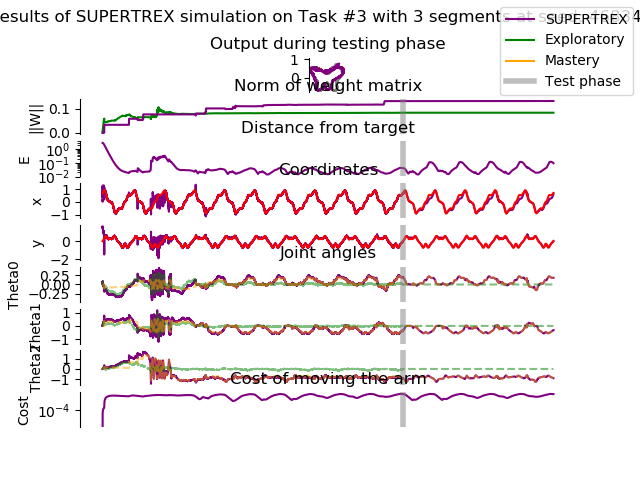 esults of SUPERTREX simulation on Task #3 with 3 segments at
SUPERTREX
Exploratory
Mastery
Test phase
Output during testing phase
1
0
Norm of weight matrix
||W||
0.1
0.0
Distance from target
E
10⁰
10⁻¹
10⁻²
Coordinates
x
1
0
−1
y
0
−2
Joint angles
Theta0
0.25
0.00
−0.25
Theta1
1
0
−1
Theta2
1
0
−1
Cost of moving the arm
Cost
10⁻⁴